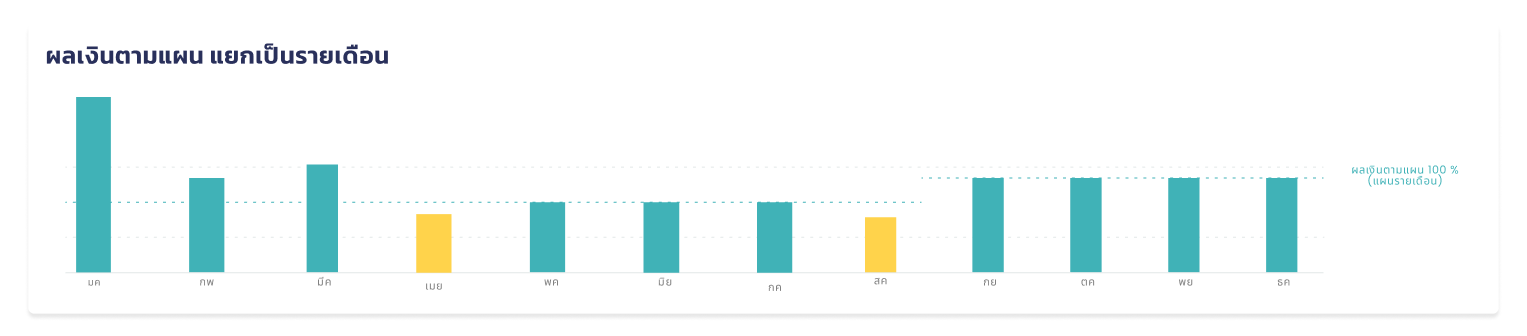 ผลเงินตามแผน แยกเป็นรายเดือน
ผลเงินตามแผน 100 %
(แผนรายเดือน)
มค
กพ
มีค
เมย
พค
มิย
กค
สค
กย
ตค
พย
ธค